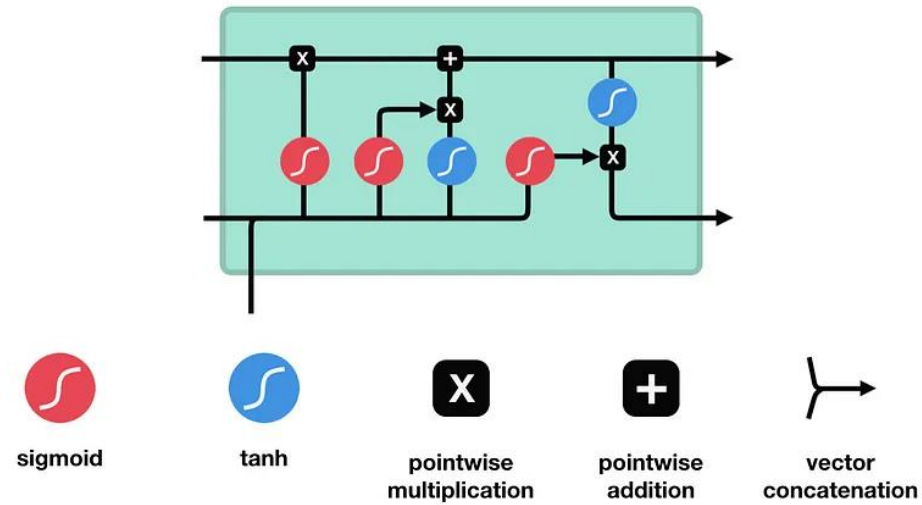 X
+
X
X
X
+
sigmoid
tanh
pointwise
multiplication
pointwise
addition
vector
concatenation